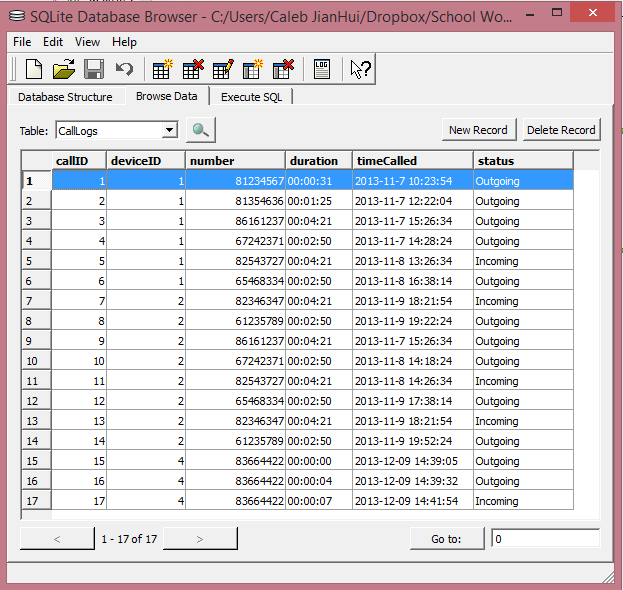 SQLite Database Browser - C:/Users/Caleb JianHui/Dropbox/School Wo...
File Edit View Help
Database Structure Browse Data Execute SQL
Table: CallLogs New Record Delete Record
callID deviceID number duration timeCalled status
1 1 1 81234567 00:00:31 2013-11-7 10:23:54 Outgoing
2 2 1 81354636 00:01:25 2013-11-7 12:22:04 Outgoing
3 3 1 86161237 00:04:21 2013-11-7 15:26:34 Outgoing
4 4 1 67242371 00:02:50 2013-11-7 14:28:24 Outgoing
5 5 1 82543727 00:04:21 2013-11-8 13:26:34 Incoming
6 6 1 65468334 00:02:50 2013-11-8 16:38:14 Outgoing
7 7 2 82346347 00:04:21 2013-11-9 18:21:54 Incoming
8 8 2 61235789 00:02:50 2013-11-9 19:22:24 Outgoing
9 9 2 86161237 00:04:21 2013-11-7 15:26:34 Outgoing
10 10 2 67242371 00:02:50 2013-11-8 14:18:24 Outgoing
11 11 2 82543727 00:04:21 2013-11-8 14:26:34 Incoming
12 12 2 65468334 00:02:50 2013-11-9 17:38:14 Outgoing
13 13 2 82346347 00:04:21 2013-11-9 18:21:54 Incoming
14 14 2 61235789 00:02:50 2013-11-9 19:52:24 Outgoing
15 15 4 83664422 00:00:00 2013-12-09 14:39:05 Outgoing
16 16 4 83664422 00:00:04 2013-12-09 14:39:32 Outgoing
17 17 4 83664422 00:00:07 2013-12-09 14:41:54 Incoming
< 1 - 17 of 17 > Go to: 0